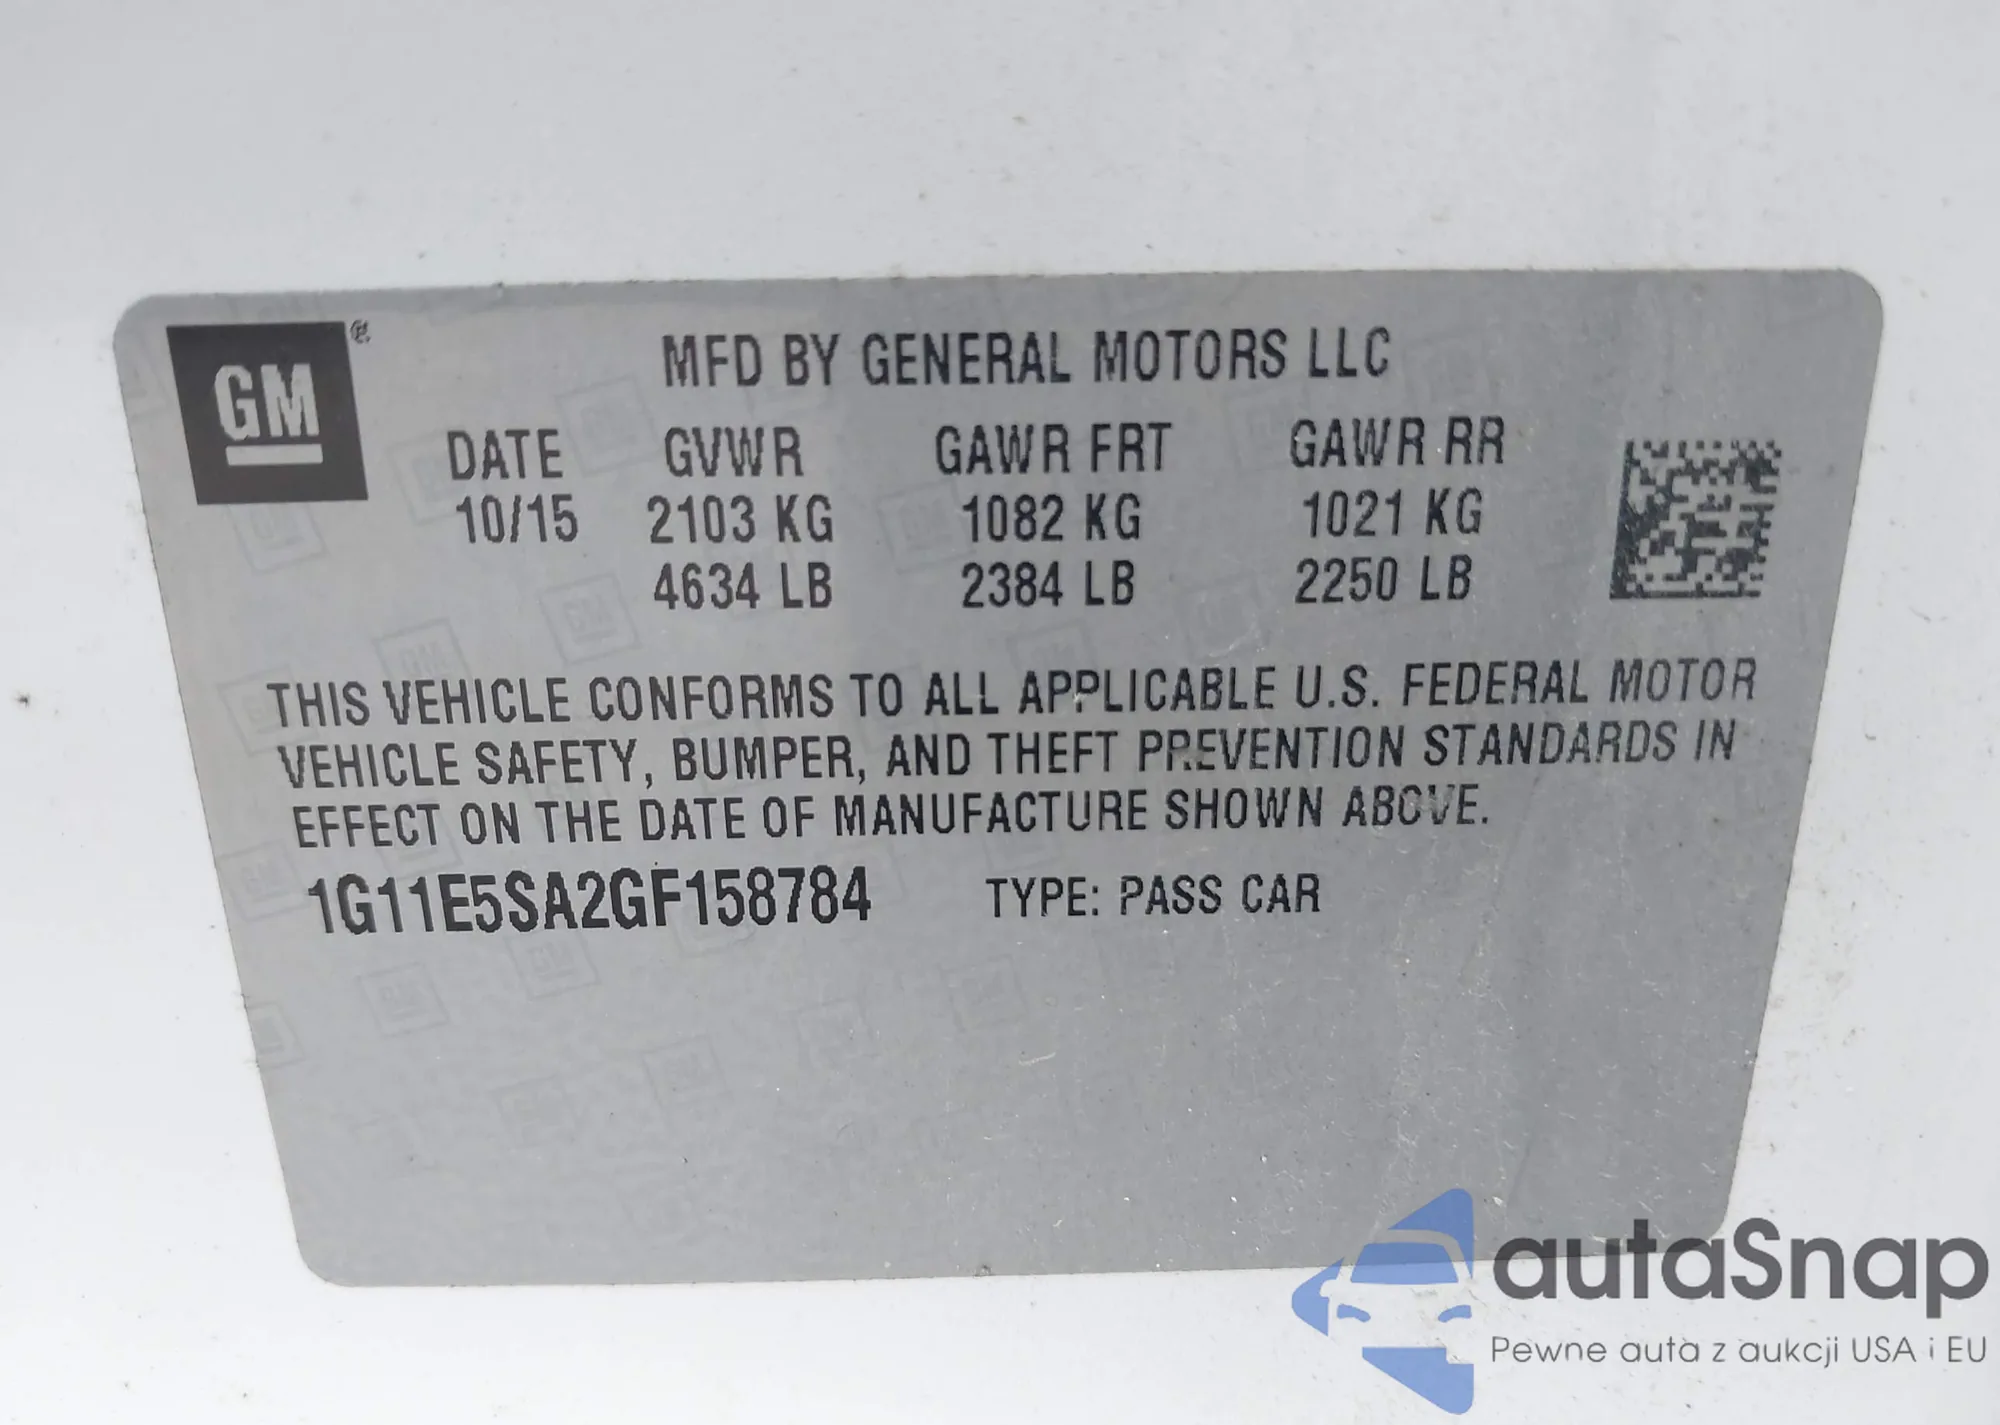 GM®
MFD BY GENERAL MOTORS LLC
DATE GVWR GAWR FRT GAWR RR
10/15 2103 KG 1082 KG 1021 KG
4634 LB 2384 LB 2250 LB
THIS VEHICLE CONFORMS TO ALL APPLICABLE U.S. FEDERAL MOTOR
VEHICLE SAFETY, BUMPER, AND THEFT PREVENTION STANDARDS IN
EFFECT ON THE DATE OF MANUFACTURE SHOWN ABOVE.
1G11E5SA2GF158784 TYPE: PASS CAR
autaSnap
Pewne auta z aukcji USA i EU